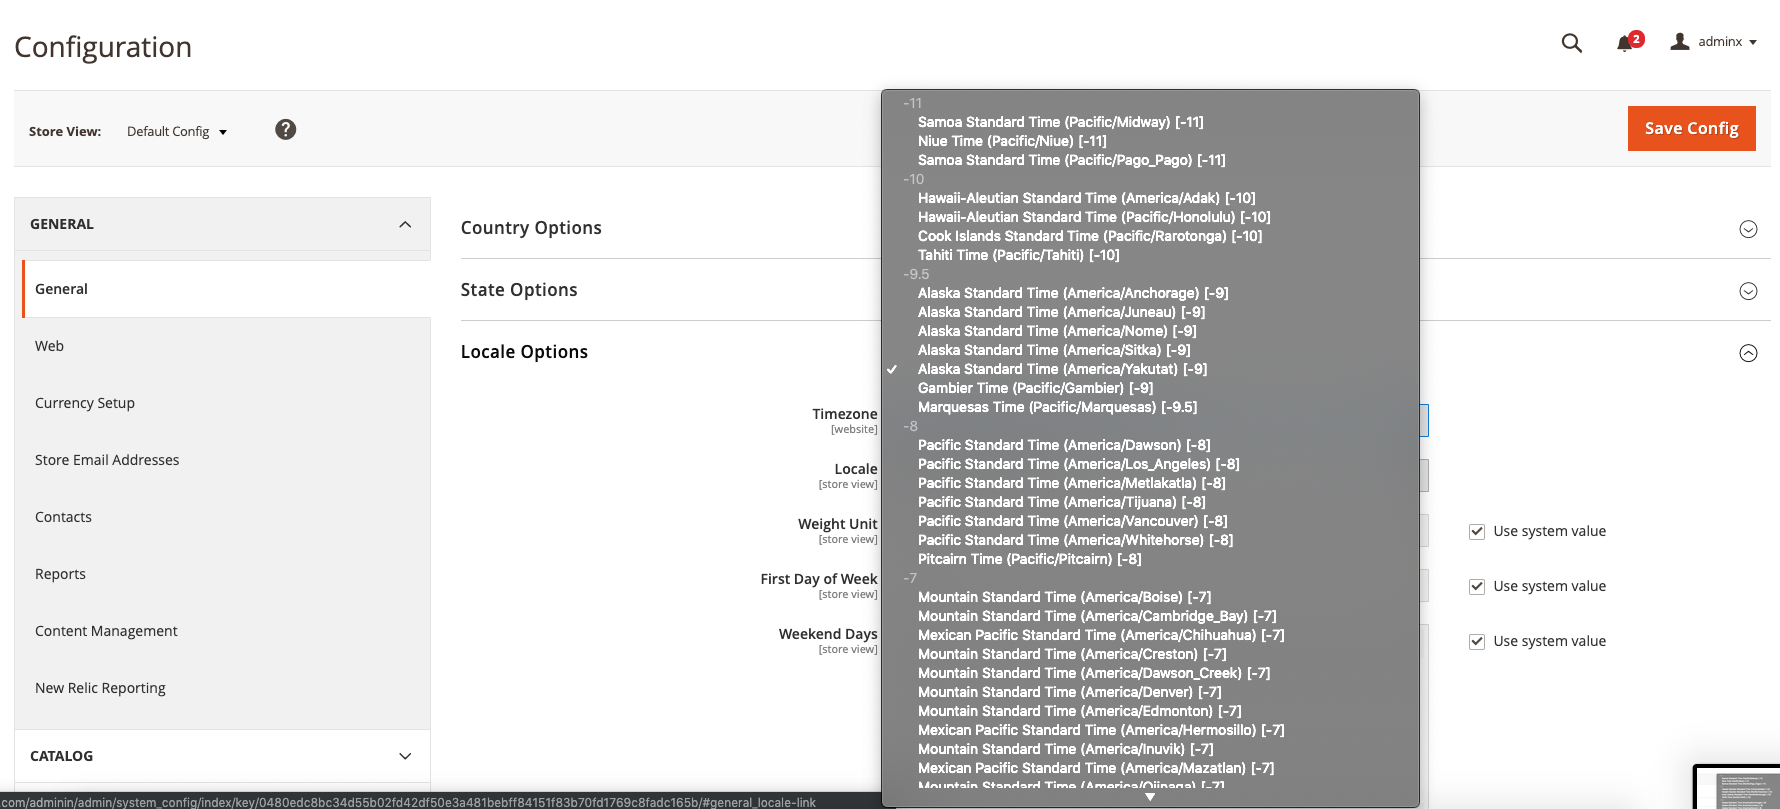 Configuration
2
adminx
Store View:
Default Config
?
Save Config
GENERAL
General
Web
Currency Setup
Store Email Addresses
Contacts
Reports
Content Management
New Relic Reporting
CATALOG
Country Options
State Options
Locale Options
Timezone
[website]
Locale
[store view]
Weight Unit
[store view]
Use system value
First Day of Week
[store view]
Use system value
Weekend Days
[store view]
Use system value
-11
Samoa Standard Time (Pacific/Midway) [-11]
Niue Time (Pacific/Niue) [-11]
Samoa Standard Time (Pacific/Pago_Pago) [-11]
-10
Hawaii-Aleutian Standard Time (America/Adak) [-10]
Hawaii-Aleutian Standard Time (Pacific/Honolulu) [-10]
Cook Islands Standard Time (Pacific/Rarotonga) [-10]
Tahiti Time (Pacific/Tahiti) [-10]
-9.5
Alaska Standard Time (America/Anchorage) [-9]
Alaska Standard Time (America/Juneau) [-9]
Alaska Standard Time (America/Nome) [-9]
Alaska Standard Time (America/Sitka) [-9]
Alaska Standard Time (America/Yakutat) [-9]
Gambier Time (Pacific/Gambier) [-9]
Marquesas Time (Pacific/Marquesas) [-9.5]
-8
Pacific Standard Time (America/Dawson) [-8]
Pacific Standard Time (America/Los_Angeles) [-8]
Pacific Standard Time (America/Metlakatla) [-8]
Pacific Standard Time (America/Tijuana) [-8]
Pacific Standard Time (America/Vancouver) [-8]
Pacific Standard Time (America/Whitehorse) [-8]
Pitcairn Time (Pacific/Pitcairn) [-8]
-7
Mountain Standard Time (America/Boise) [-7]
Mountain Standard Time (America/Cambridge_Bay) [-7]
Mexican Pacific Standard Time (America/Chihuahua) [-7]
Mountain Standard Time (America/Creston) [-7]
Mountain Standard Time (America/Dawson_Creek) [-7]
Mountain Standard Time (America/Denver) [-7]
Mountain Standard Time (America/Edmonton) [-7]
Mexican Pacific Standard Time (America/Hermosillo) [-7]
Mountain Standard Time (America/Inuvik) [-7]
Mexican Pacific Standard Time (America/Mazatlan) [-7]
Mountain Standard Time (America/Ojinaga) [-7]
.com/adminin/admin/system_config/index/key/0480edc8bc34d55b02fd42df50e3a481bebff84151f83b70fd1769c8fadc165b/#general_locale-link